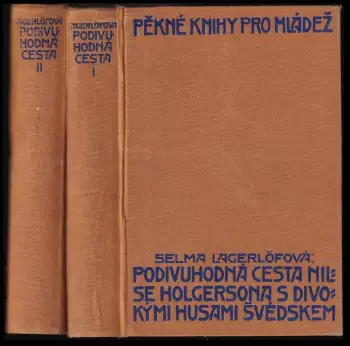 LAGERLÖFOVÁ
PODIVU-
HODNÁ
CESTA
II
LAGERLÖFOVÁ
PODIVU-
HODNÁ
CESTA
I
PĚKNÉ KNIHY PRO MLÁDEŽ
SELMA LAGERLÖFOVÁ:
PODIVUHODNÁ CESTA NIL-
SE HOLGERSONA S DIVO-
KÝMI HUSAMI ŠVÉDSKEM